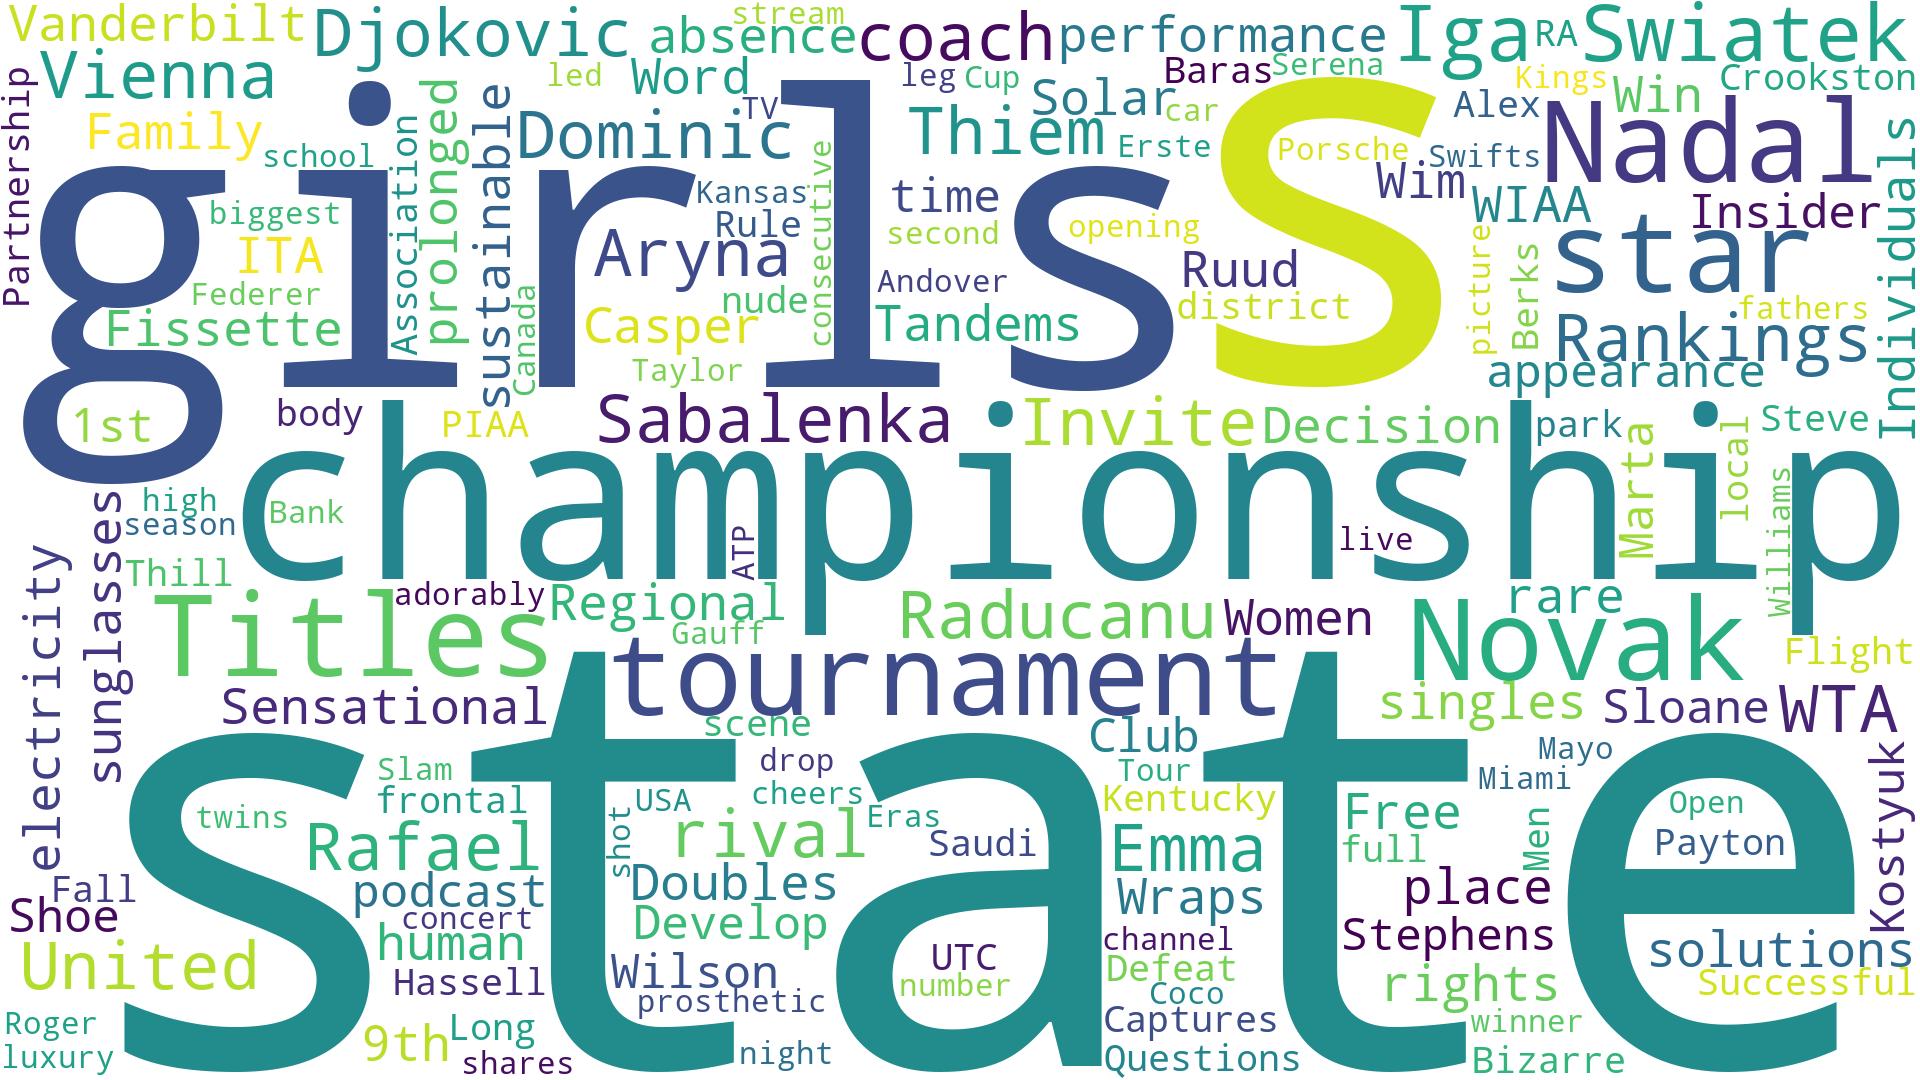 Vanderbilt
Djokovic
stream
absence
coach
performance
Iga
RA
Swiatek
Vienna
led
Word
leg
Cup
Baras
Serena
Kings
Win
Crookston
Partnership
Family
school
Association
prolonged
sustainable
Dominic
TV
Solar
car
Thiem
Erste
Porsche
Alex
Swifts
Nadal
Individuals
girls
S
biggest
ITA
Federer
Fissette
Kansas
Rule
Aryna
consecutive
time
second
opening
Wim
WIAA
Insider
star
Andover
Ruud
district
picture
Berks
fathers
Canada
nude
Casper
Tandems
Rankings
Taylor
appearance
1st
body
PIAA
Sabalenka
Invite
Decision
park
Marta
local
Steve
championship
high
season
Bank
ATP
live
Williams
sunglasses
electricity
Thill
adorably
Regional
Raducanu
Women
rare
Titles
Gauff
Novak
Flight
tournament
Sensational
singles
Sloane
WTA
state
scene
Club
drop
Mayo
Slam
Tour
Miami
Kostyuk
frontal
USA
cheers
Kentucky
Open
twins
shot
Eras
Free
Men
Rafael
rival
Saudi
Emma
full
Payton
Fall
podcast
Doubles
Wraps
place
Shoe
concert
Develop
human
channel
Stephens
United
Hassell
Wilson
UTC
Defeat
rights
solutions
number
Successful
prosthetic
Coco
Roger
9th
Long
Captures
winner
luxury
shares
night
Questions
Bizarre